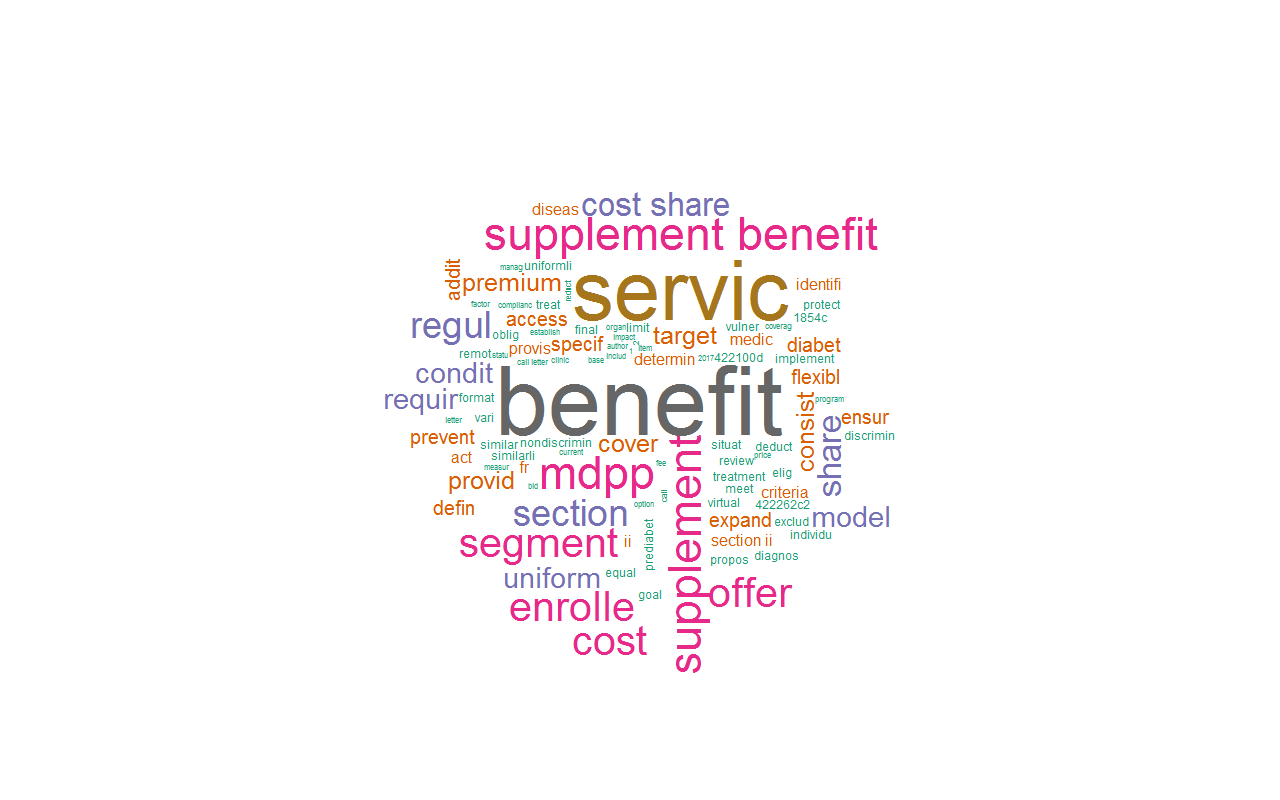 diseas
cost share
supplement benefit
addit
manag
uniformli
servic
premium
reduct
identifi
factor
complianc
treat
protect
regul
oblig
access
establish
final
organ
limit
vulner
coverag
1854c
remot
statu
provis
specif
impact
author
1
2
item
target
medic
diabet
call letter
clinic
base
includ
determin
2017
422100d
implement
condit
benefit
flexibl
requir
format
consist
program
letter
vari
share
ensur
discrimin
prevent
similar
nondiscrimin
cover
supplement
situat
deduct
act
similarli
current
review
price
measur
fr
mdpp
fee
treatment
elig
provid
bid
call
meet
criteria
defin
section
option
virtual
422262c2
expand
exclud
model
segment
ii
prediabet
section ii
individu
propos
diagnos
uniform
equal
goal
offer
enrolle
cost